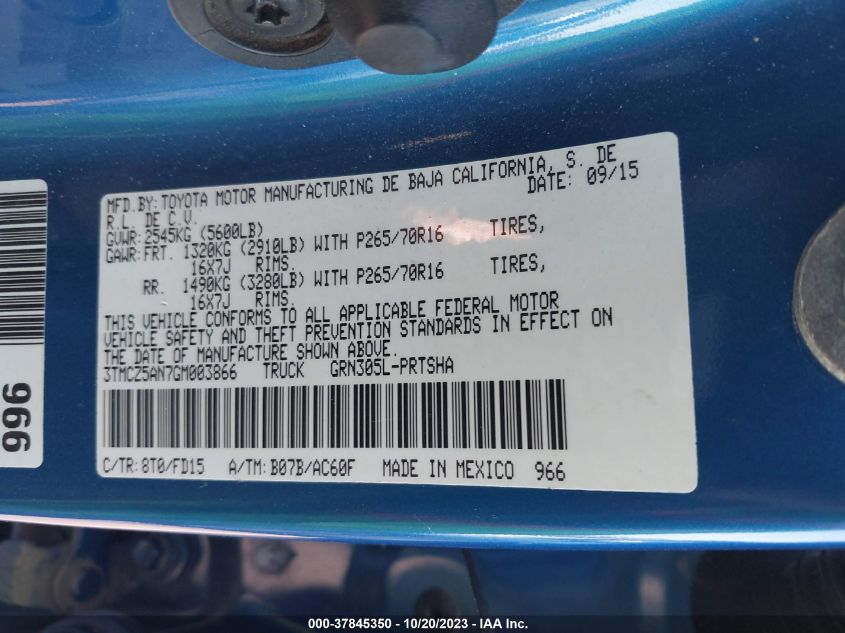 MFD. BY: TOYOTA MOTOR MANUFACTURING DE BAJA CALIFORNIA, S. DE
R.L. DE C.V. DATE: 09/15
GVWR: 2545KG (5600LB)
GAWR: FRT. 1320KG (2910LB) WITH P265/70R16 TIRES,
16X7J RIMS.
RR. 1490KG (3280LB) WITH P265/70R16 TIRES,
16X7J RIMS.
THIS VEHICLE CONFORMS TO ALL APPLICABLE FEDERAL MOTOR
VEHICLE SAFETY AND THEFT PREVENTION STANDARDS IN EFFECT ON
THE DATE OF MANUFACTURE SHOWN ABOVE.
3TMCZ5AN7GM003866 TRUCK GRN305L-PRTSHA
C/TR: 8T0/FD15 A/TM: B07B/AC60F MADE IN MEXICO 966
966
000-37845350 | 10/20/2023 | IAA Inc.